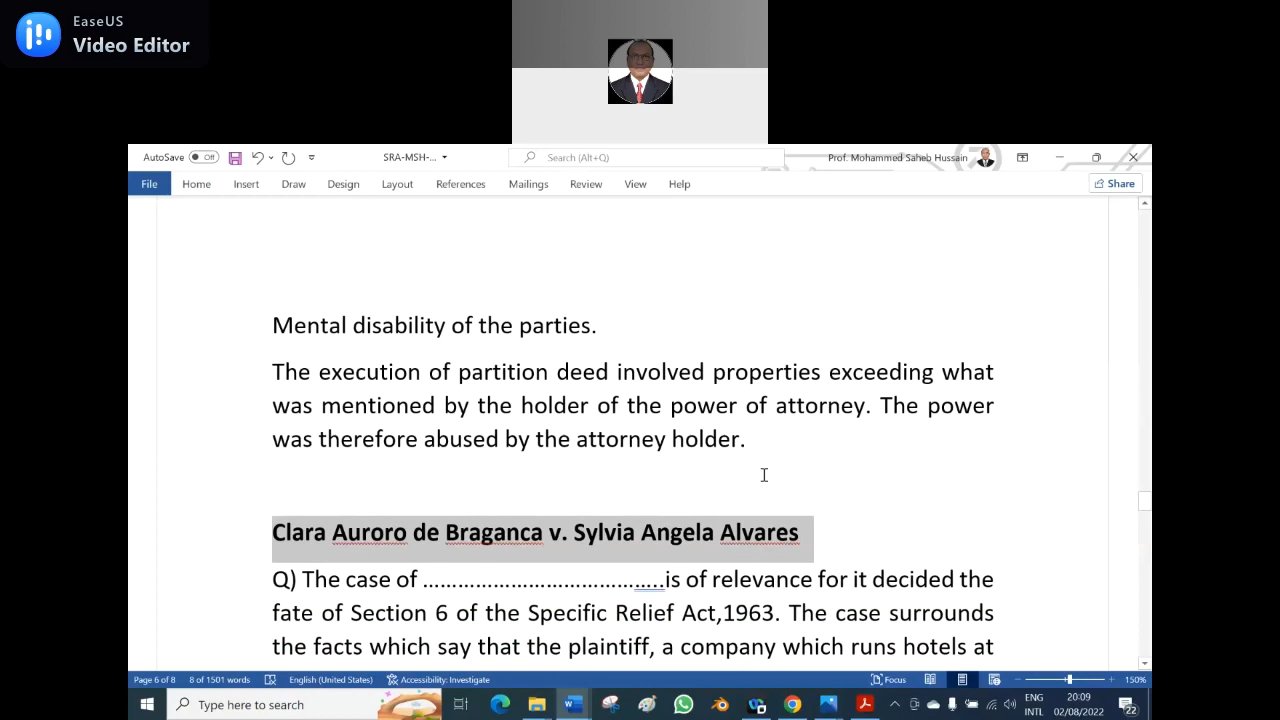 EaseUS
Video Editor
AutoSave Off SRA-MSH-... Search (Alt+Q) Prof. Mohammed Saheb Hussain
File Home Insert Draw Design Layout References Mailings Review View Help Share
Mental disability of the parties.
The execution of partition deed involved properties exceeding what
was mentioned by the holder of the power of attorney. The power
was therefore abused by the attorney holder.
Clara Auroro de Braganca v. Sylvia Angela Alvares
Q) The case of ……………………………..…..is of relevance for it decided the
fate of Section 6 of the Specific Relief Act,1963. The case surrounds
the facts which say that the plaintiff, a company which runs hotels at
Page 6 of 8 8 of 1501 words English (United States) Accessibility: Investigate Focus 150%
Type here to search ENG INTL 20:09 02/08/2022 22